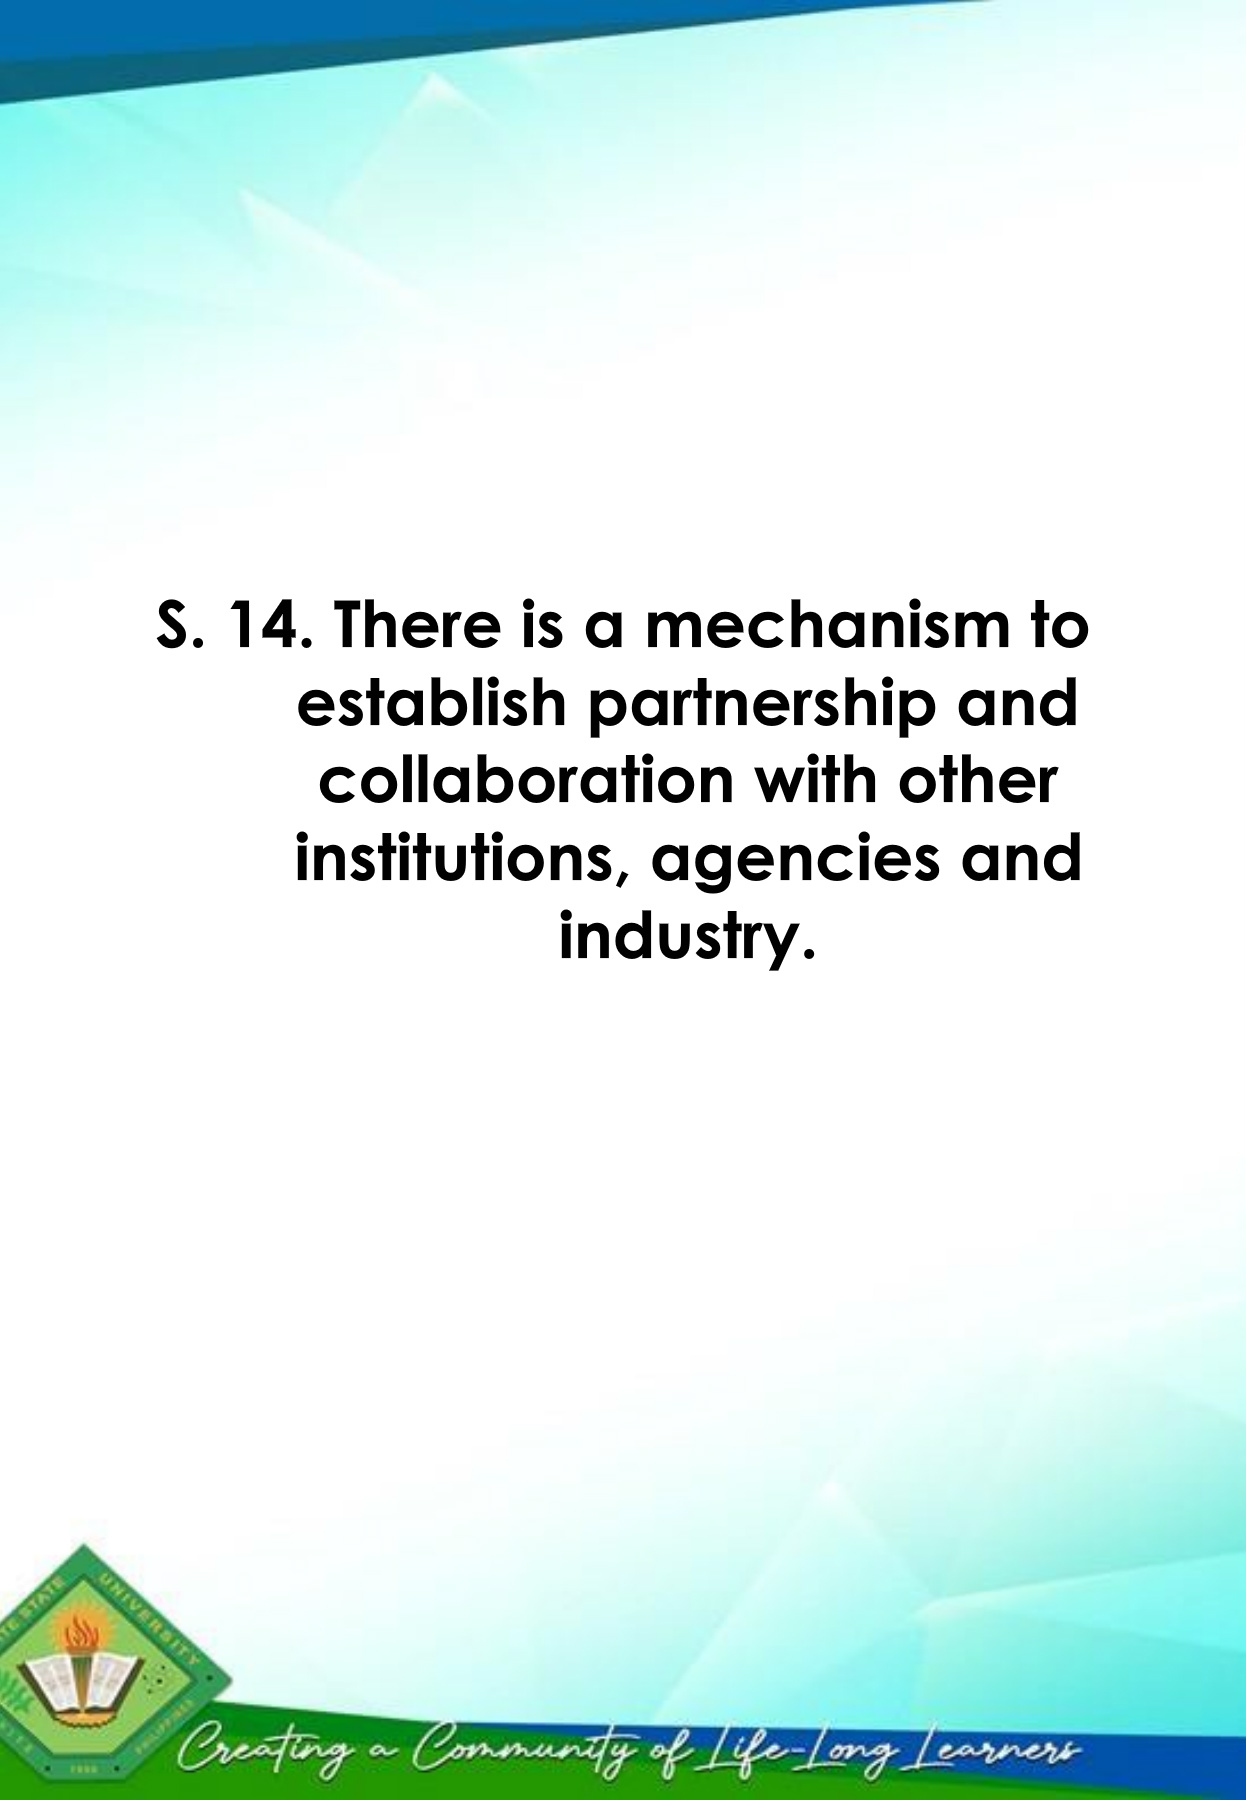 S. 14. There is a mechanism to
establish partnership and
collaboration with other
institutions, agencies and
industry.
STATE
UNIVERSITY
PHILIPPINES
Creating a Community of Life-Long Learners